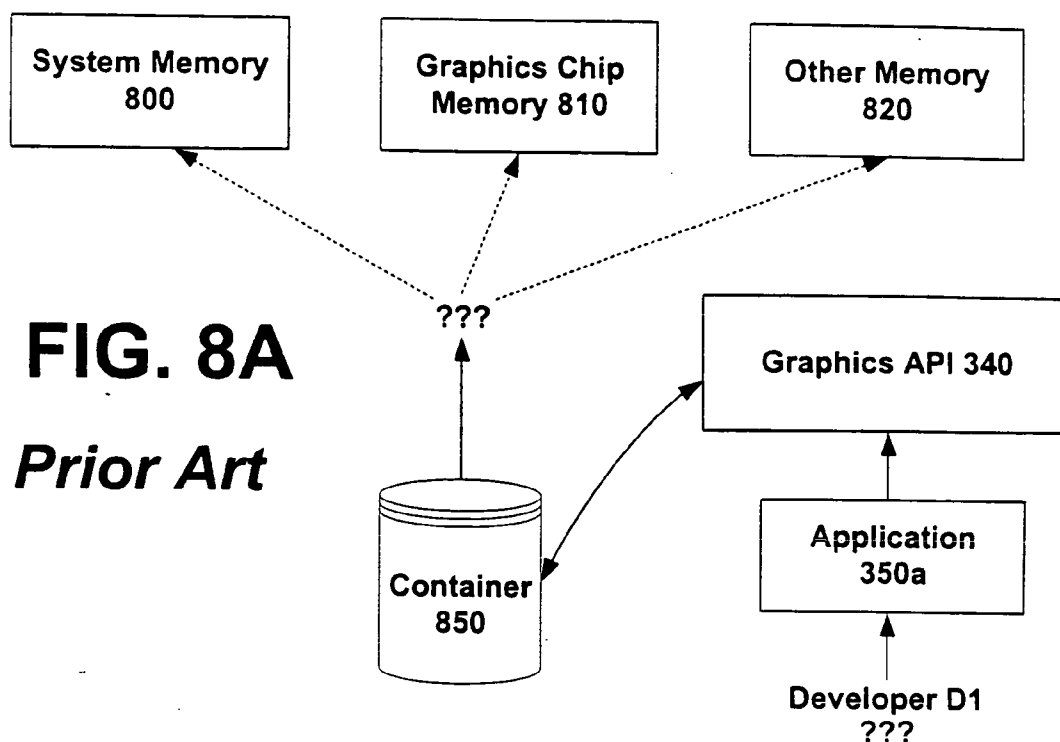 System Memory
800
Graphics Chip
Memory 810
Other Memory
820
???
FIG. 8A
Prior Art
Graphics API 340
Container
850
Application
350a
Developer D1
???